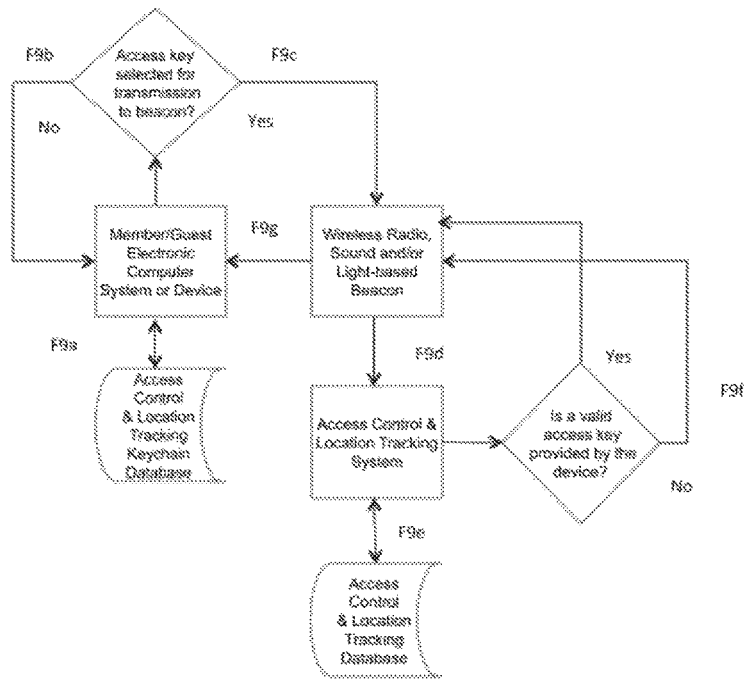 F9b
Access key
selected for
transmission
to beacon?
F9c
No
Yes
Member/Guest
Electronic
Computer
System or Device
F9g
Wireless Radio,
Sound and/or
Light-based
Beacon
F9a
Access
Control
& Location
Tracking
Keychain
Database
F9d
Access Control &
Location Tracking
System
Yes
Is a valid
access key
provided by the
device?
F9f
No
F9e
Access
Control
& Location
Tracking
Database